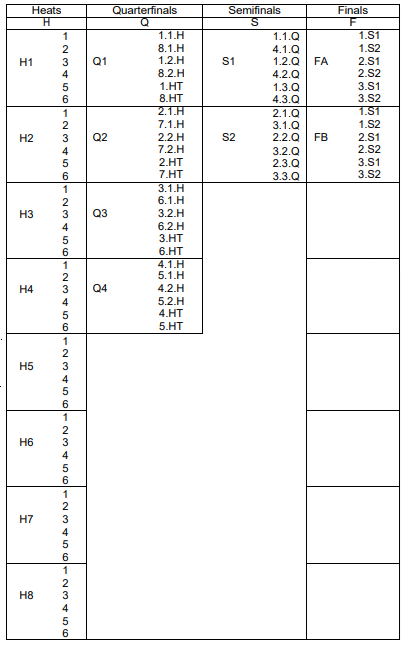 Heats Quarterfinals Semifinals Finals
H Q S F
1 1.1.H 1.1.Q 1.S1
2 8.1.H 4.1.Q 1.S2
H1 3 Q1 1.2.H S1 1.2.Q FA 2.S1
4 8.2.H 4.2.Q 2.S2
5 1.HT 1.3.Q 3.S1
6 8.HT 4.3.Q 3.S2
1 2.1.H 2.1.Q 1.S1
2 7.1.H 3.1.Q 1.S2
H2 3 Q2 2.2.H S2 2.2.Q FB 2.S1
4 7.2.H 3.2.Q 2.S2
5 2.HT 2.3.Q 3.S1
6 7.HT 3.3.Q 3.S2
1 3.1.H
2 6.1.H
H3 3 Q3 3.2.H
4 6.2.H
5 3.HT
6 6.HT
1 4.1.H
2 5.1.H
H4 3 Q4 4.2.H
4 5.2.H
5 4.HT
6 5.HT
1
2
H5 3
4
5
6
1
2
H6 3
4
5
6
1
2
H7 3
4
5
6
1
2
H8 3
4
5
6